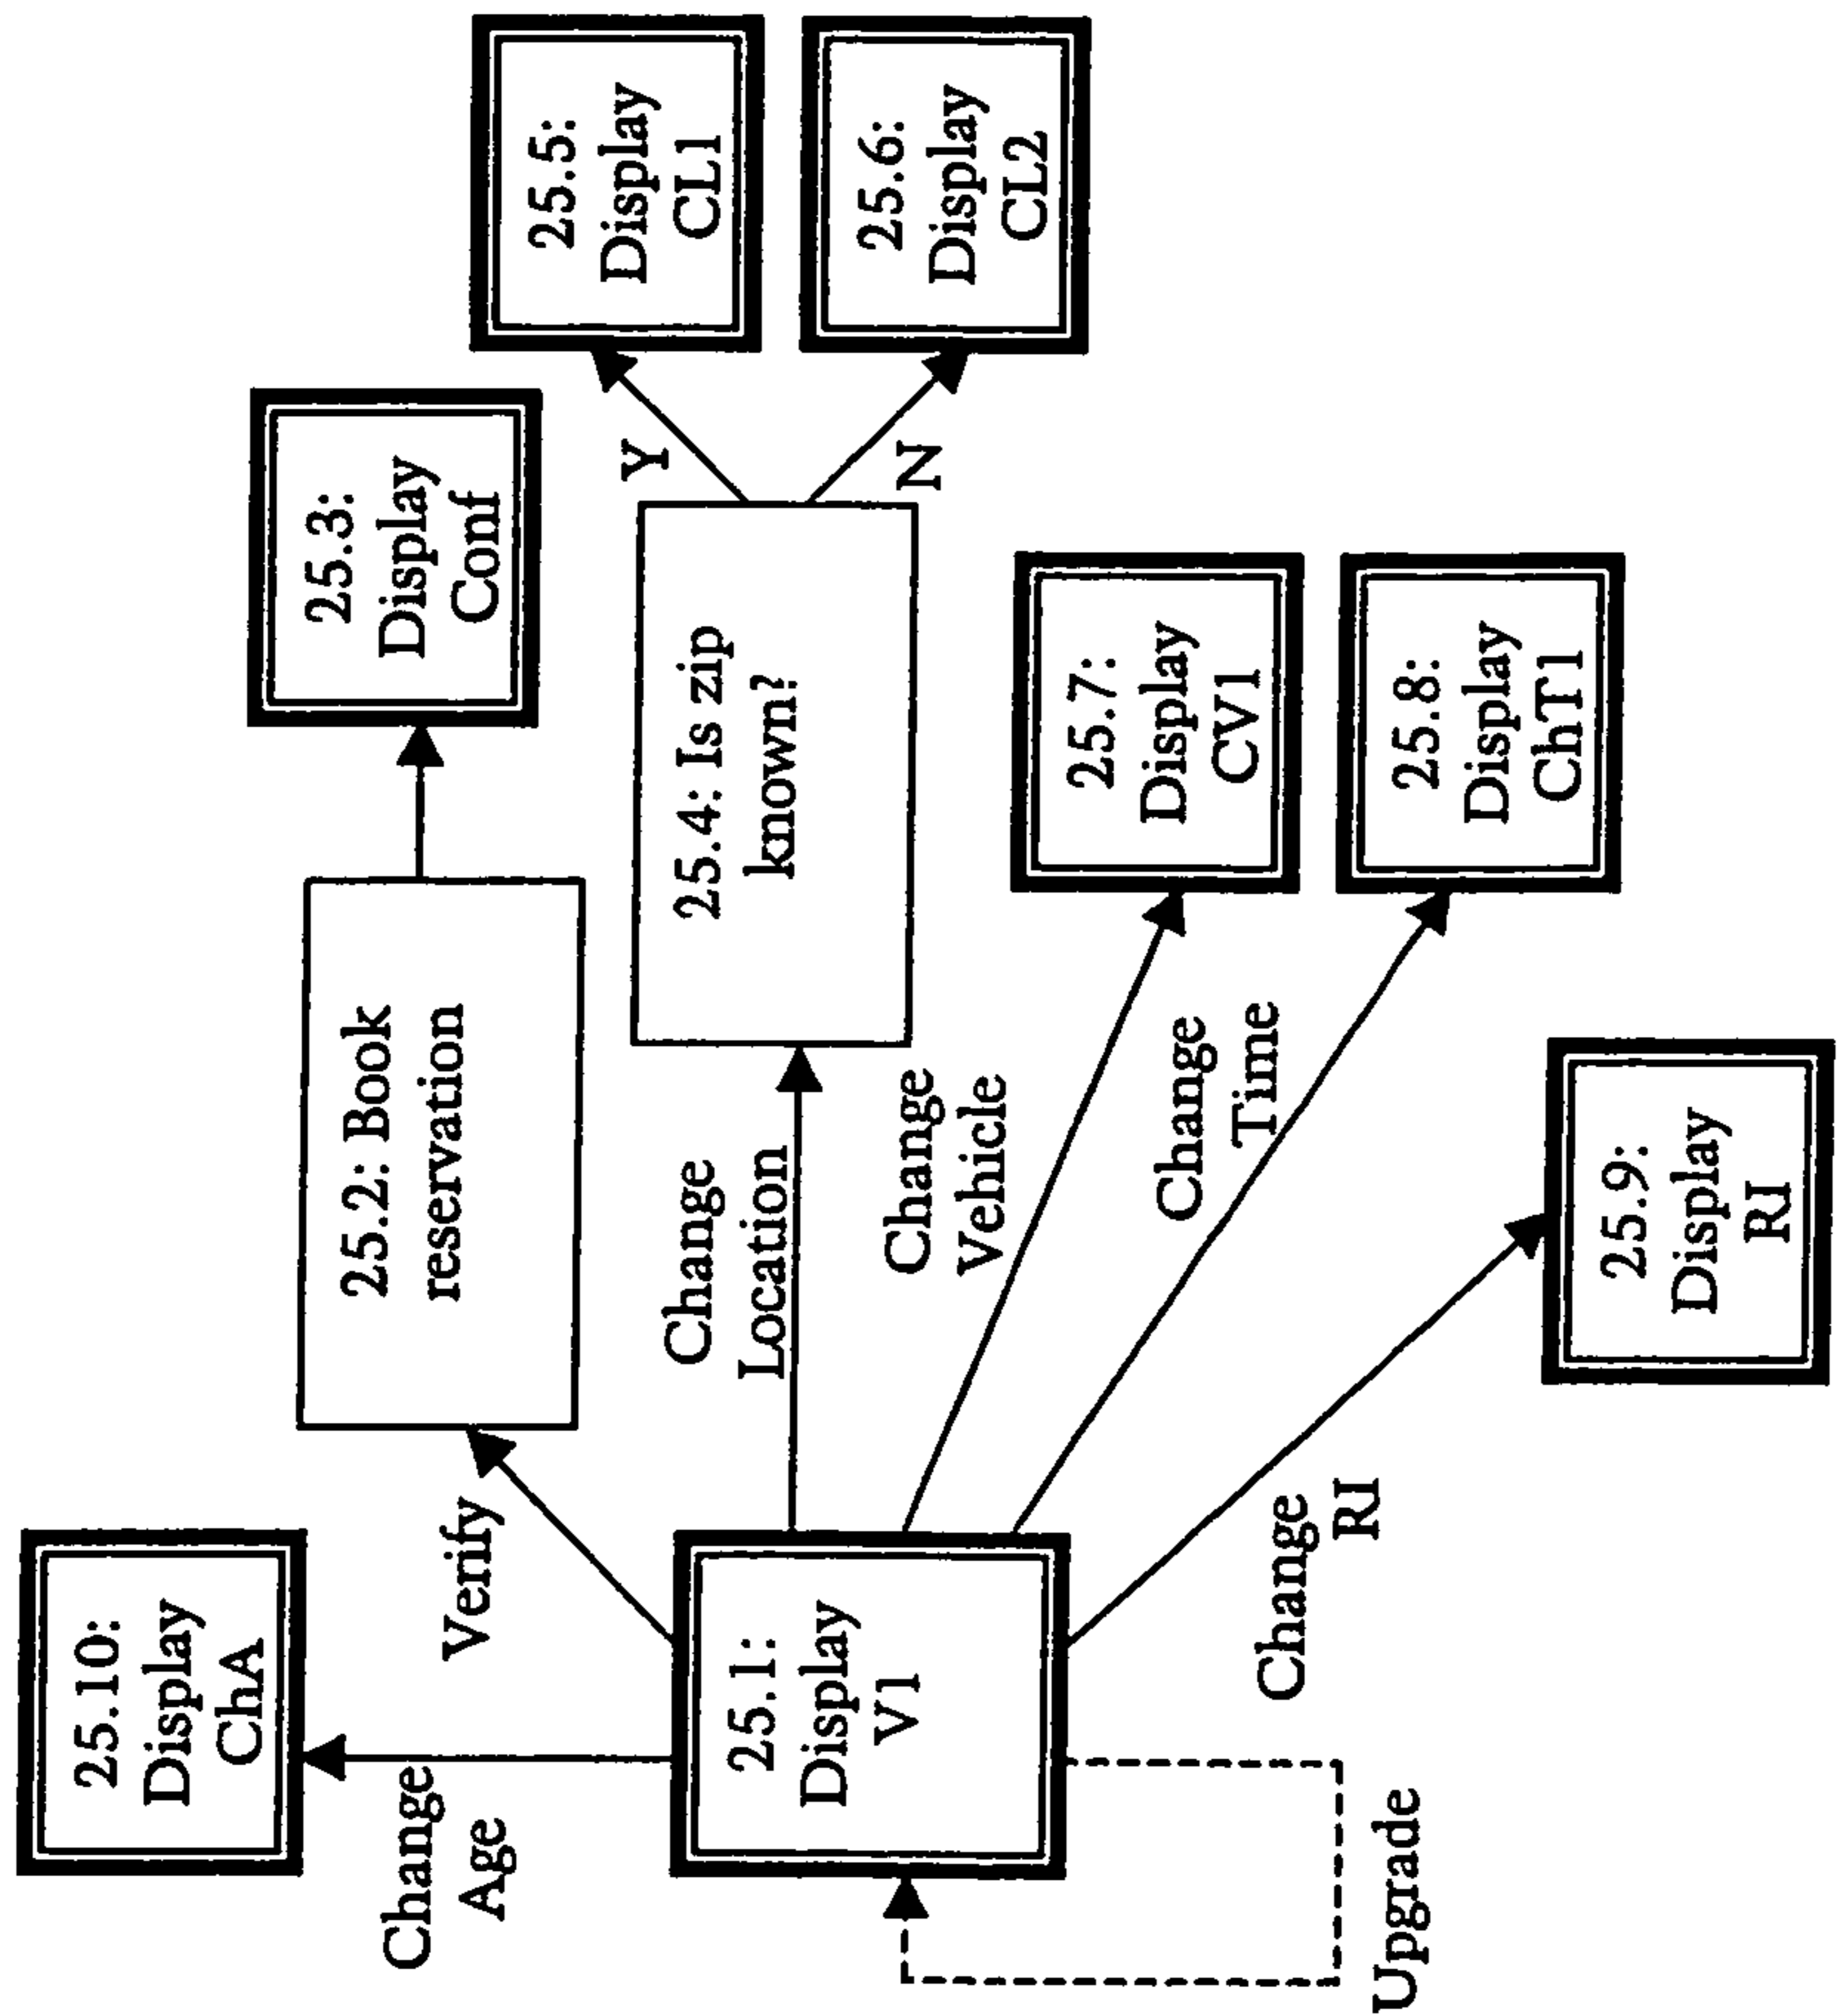 25.10:
Display
ChA
Change
Age
Verify
25.2: Book
reservation
25.3:
Display
Conf
25.1:
Display
V1
Change
Location
25.4: Is zip
known?
Y
N
25.5:
Display
CL1
25.6:
Display
CL2
Change
Vehicle
25.7:
Display
CV1
Change
Time
25.8:
Display
ChT1
Change
RI
25.9:
Display
RI
Upgrade